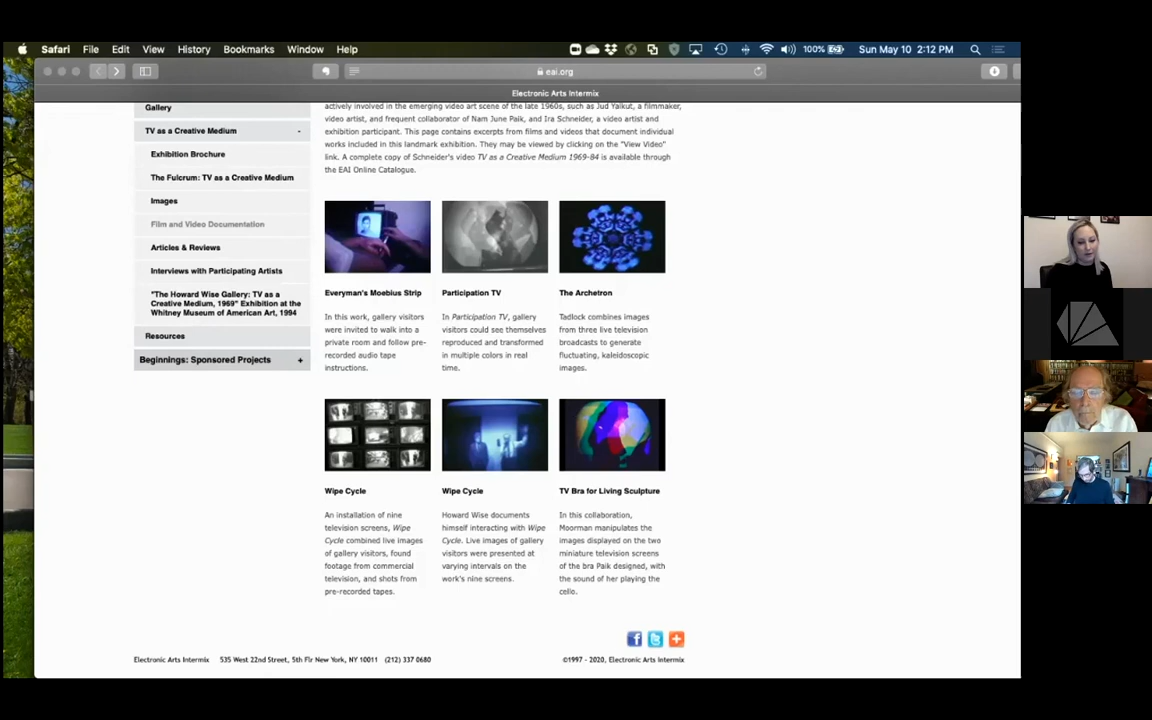 Safari File Edit View History Bookmarks Window Help 100% Sun May 10 2:12 PM
eai.org
Electronic Arts Intermix
Gallery
TV as a Creative Medium -
Exhibition Brochure
The Fulcrum: TV as a Creative Medium
Images
Film and Video Documentation
Articles & Reviews
Interviews with Participating Artists
"The Howard Wise Gallery: TV as a
Creative Medium, 1969" Exhibition at the
Whitney Museum of American Art, 1994
Resources
Beginnings: Sponsored Projects +
actively involved in the emerging video art scene of the late 1960s, such as Jud Yalkut, a filmmaker,
video artist, and frequent collaborator of Nam June Paik, and Ira Schneider, a video artist and
exhibition participant. This page contains excerpts from films and videos that document individual
works included in this landmark exhibition. They may be viewed by clicking on the "View Video"
link. A complete copy of Schneider's video TV as a Creative Medium 1969-84 is available through
the EAI Online Catalogue.
Everyman's Moebius Strip
In this work, gallery visitors
were invited to walk into a
private room and follow pre-
recorded audio tape
instructions.
Participation TV
In Participation TV, gallery
visitors could see themselves
reproduced and transformed
in multiple colors in real
time.
The Archetron
Tadlock combines images
from three live television
broadcasts to generate
fluctuating, kaleidoscopic
images.
Wipe Cycle
An installation of nine
television screens, Wipe
Cycle combined live images
of gallery visitors, found
footage from commercial
television, and shots from
pre-recorded tapes.
Wipe Cycle
Howard Wise documents
himself interacting with Wipe
Cycle. Live images of gallery
visitors were presented at
varying intervals on the
work's nine screens.
TV Bra for Living Sculpture
In this collaboration,
Moorman manipulates the
images displayed on the two
miniature television screens
of the bra Paik designed, with
the sound of her playing the
cello.
Electronic Arts Intermix 535 West 22nd Street, 5th Flr New York, NY 10011 (212) 337 0680
©1997 - 2020, Electronic Arts Intermix